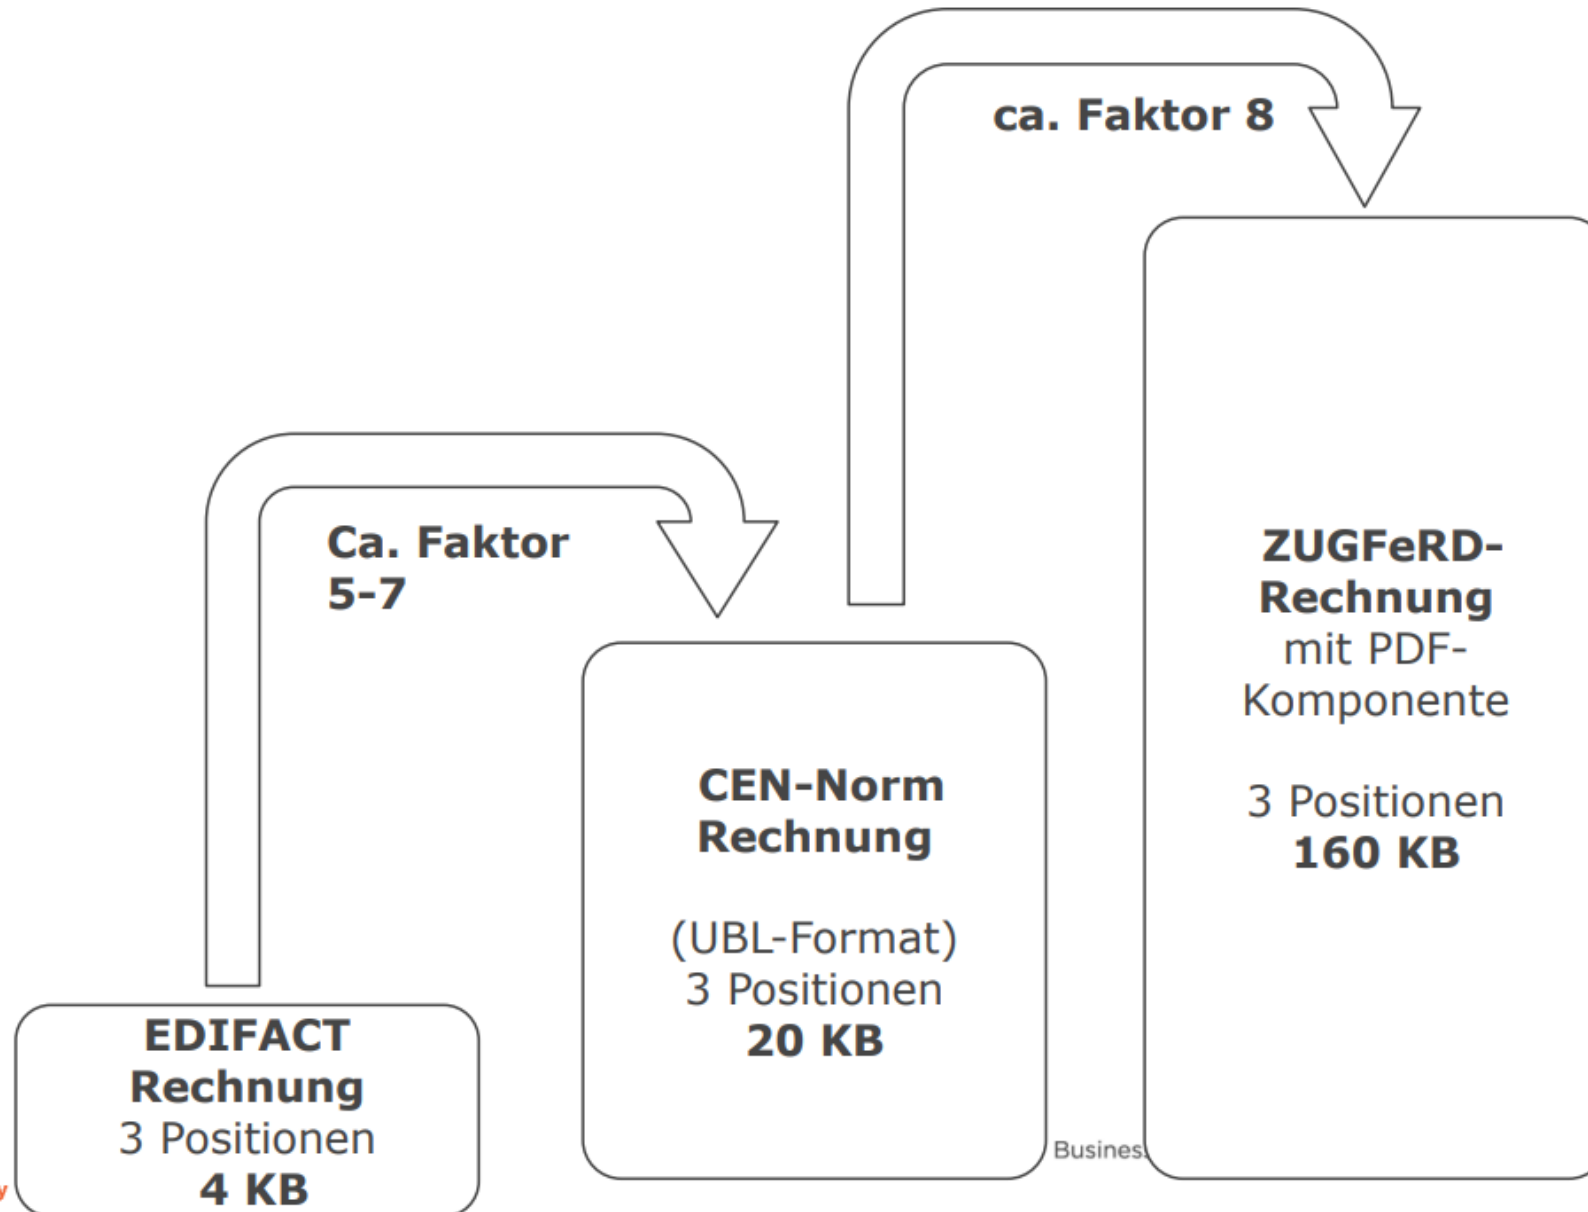 ca. Faktor 8
Ca. Faktor
5-7
EDIFACT
Rechnung
3 Positionen
4 KB
CEN-Norm
Rechnung
(UBL-Format)
3 Positionen
20 KB
ZUGFeRD-
Rechnung
mit PDF-
Komponente
3 Positionen
160 KB
Busines
y